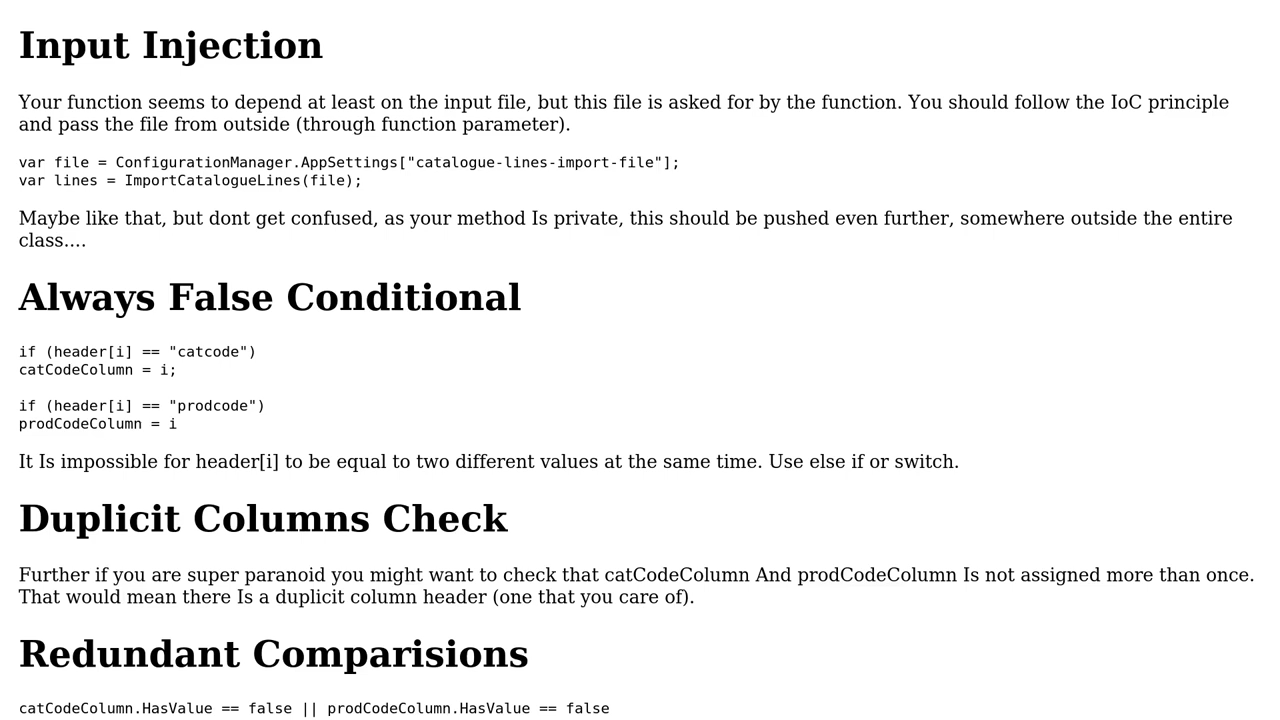 Input Injection
Your function seems to depend at least on the input file, but this file is asked for by the function. You should follow the IoC principle
and pass the file from outside (through function parameter).
var file = ConfigurationManager.AppSettings["catalogue-lines-import-file"];
var lines = ImportCatalogueLines(file);
Maybe like that, but dont get confused, as your method Is private, this should be pushed even further, somewhere outside the entire
class....
Always False Conditional
if (header[i] == "catcode")
catCodeColumn = i;
if (header[i] == "prodcode")
prodCodeColumn = i
It Is impossible for header[i] to be equal to two different values at the same time. Use else if or switch.
Duplicit Columns Check
Further if you are super paranoid you might want to check that catCodeColumn And prodCodeColumn Is not assigned more than once.
That would mean there Is a duplicit column header (one that you care of).
Redundant Comparisions
catCodeColumn.HasValue == false || prodCodeColumn.HasValue == false